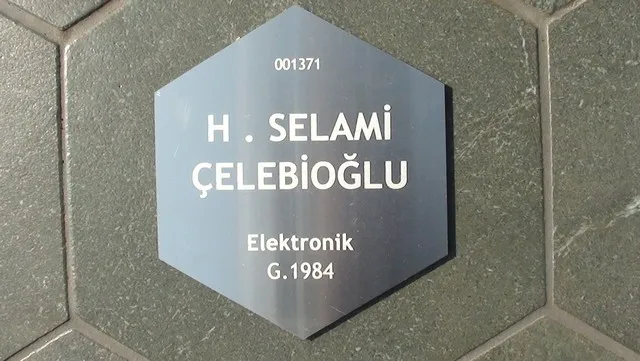 001371
H . SELAMİ
ÇELEBİOĞLU
Elektronik
G.1984